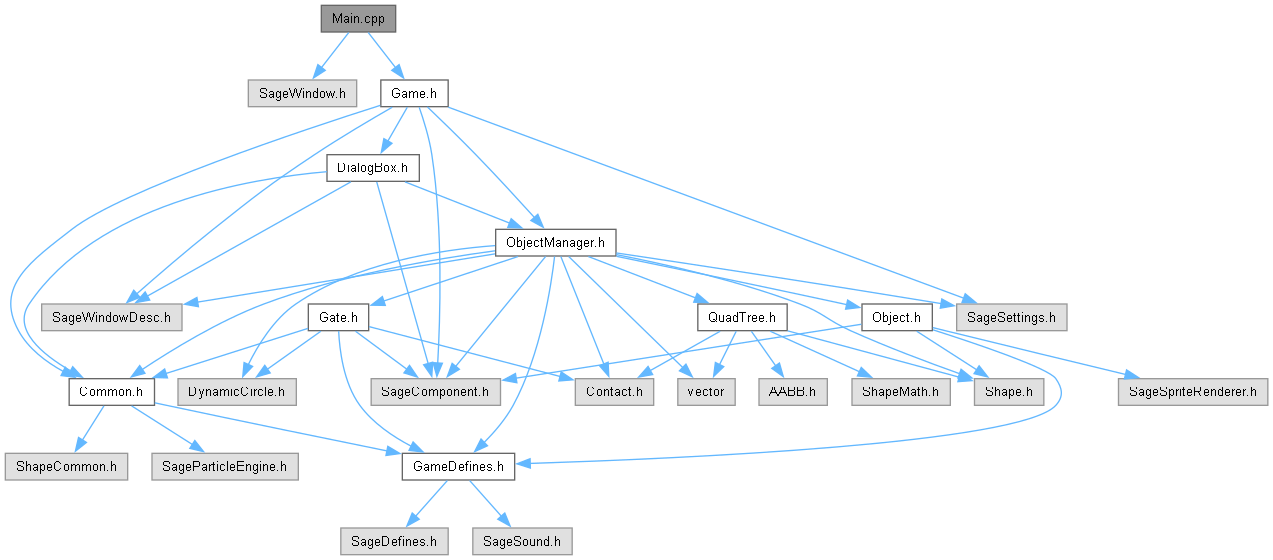 Main.cpp
SageWindow.h
Game.h
DialogBox.h
ObjectManager.h
SageWindowDesc.h
Gate.h
QuadTree.h
Object.h
SageSettings.h
Common.h
DynamicCircle.h
SageComponent.h
Contact.h
vector
AABB.h
ShapeMath.h
Shape.h
SageSpriteRenderer.h
ShapeCommon.h
SageParticleEngine.h
GameDefines.h
SageDefines.h
SageSound.h